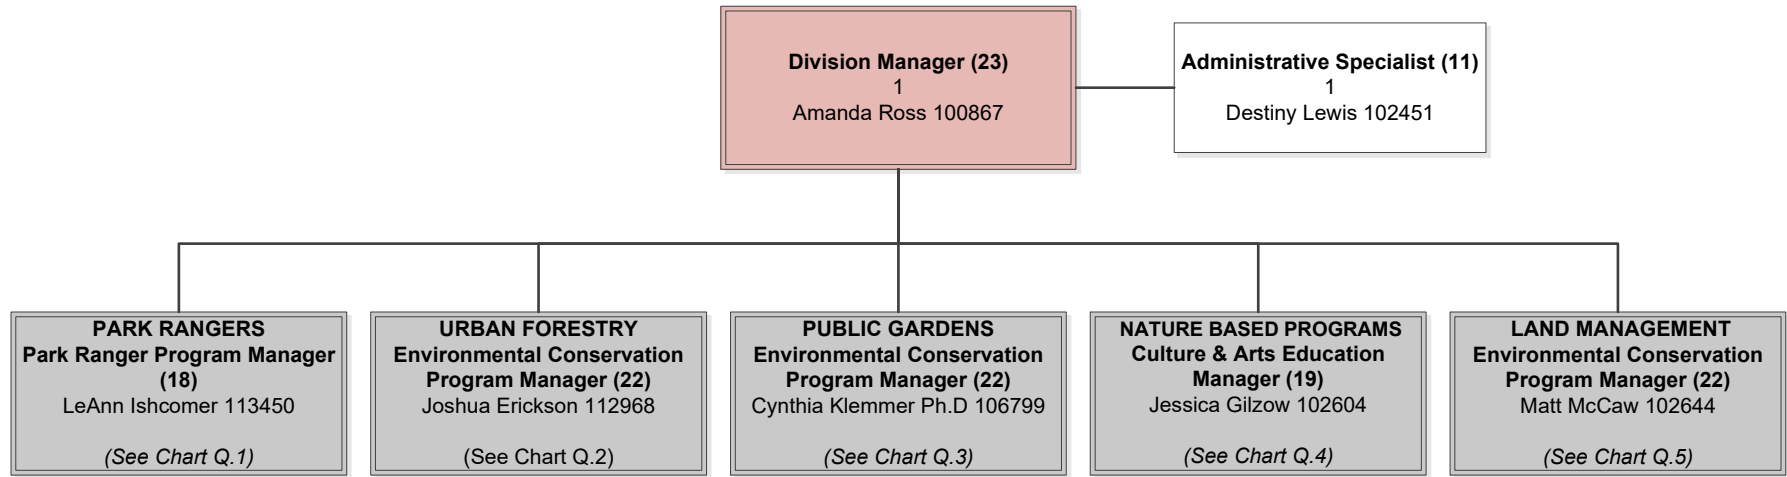 Division Manager (23)
1
Amanda Ross 100867
Administrative Specialist (11)
1
Destiny Lewis 102451
PARK RANGERS
Park Ranger Program Manager
(18)
LeAnn Ishcomer 113450
(See Chart Q.1)
URBAN FORESTRY
Environmental Conservation
Program Manager (22)
Joshua Erickson 112968
(See Chart Q.2)
PUBLIC GARDENS
Environmental Conservation
Program Manager (22)
Cynthia Klemmer Ph.D 106799
(See Chart Q.3)
NATURE BASED PROGRAMS
Culture & Arts Education
Manager (19)
Jessica Gilzow 102604
(See Chart Q.4)
LAND MANAGEMENT
Environmental Conservation
Program Manager (22)
Matt McCaw 102644
(See Chart Q.5)